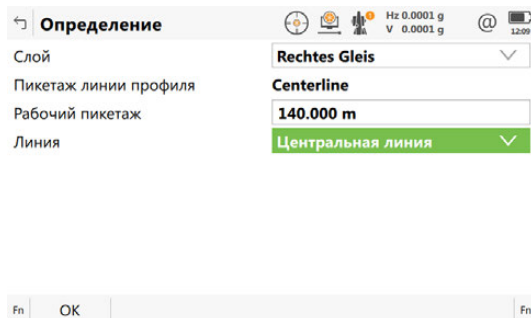 Определение
Hz 0.0001 g
V 0.0001 g
@
12:09
Слой Rechtes Gleis
Пикетаж линии профиля Centerline
Рабочий пикетаж 140.000 m
Линия Центральная линия
Fn OK Fn